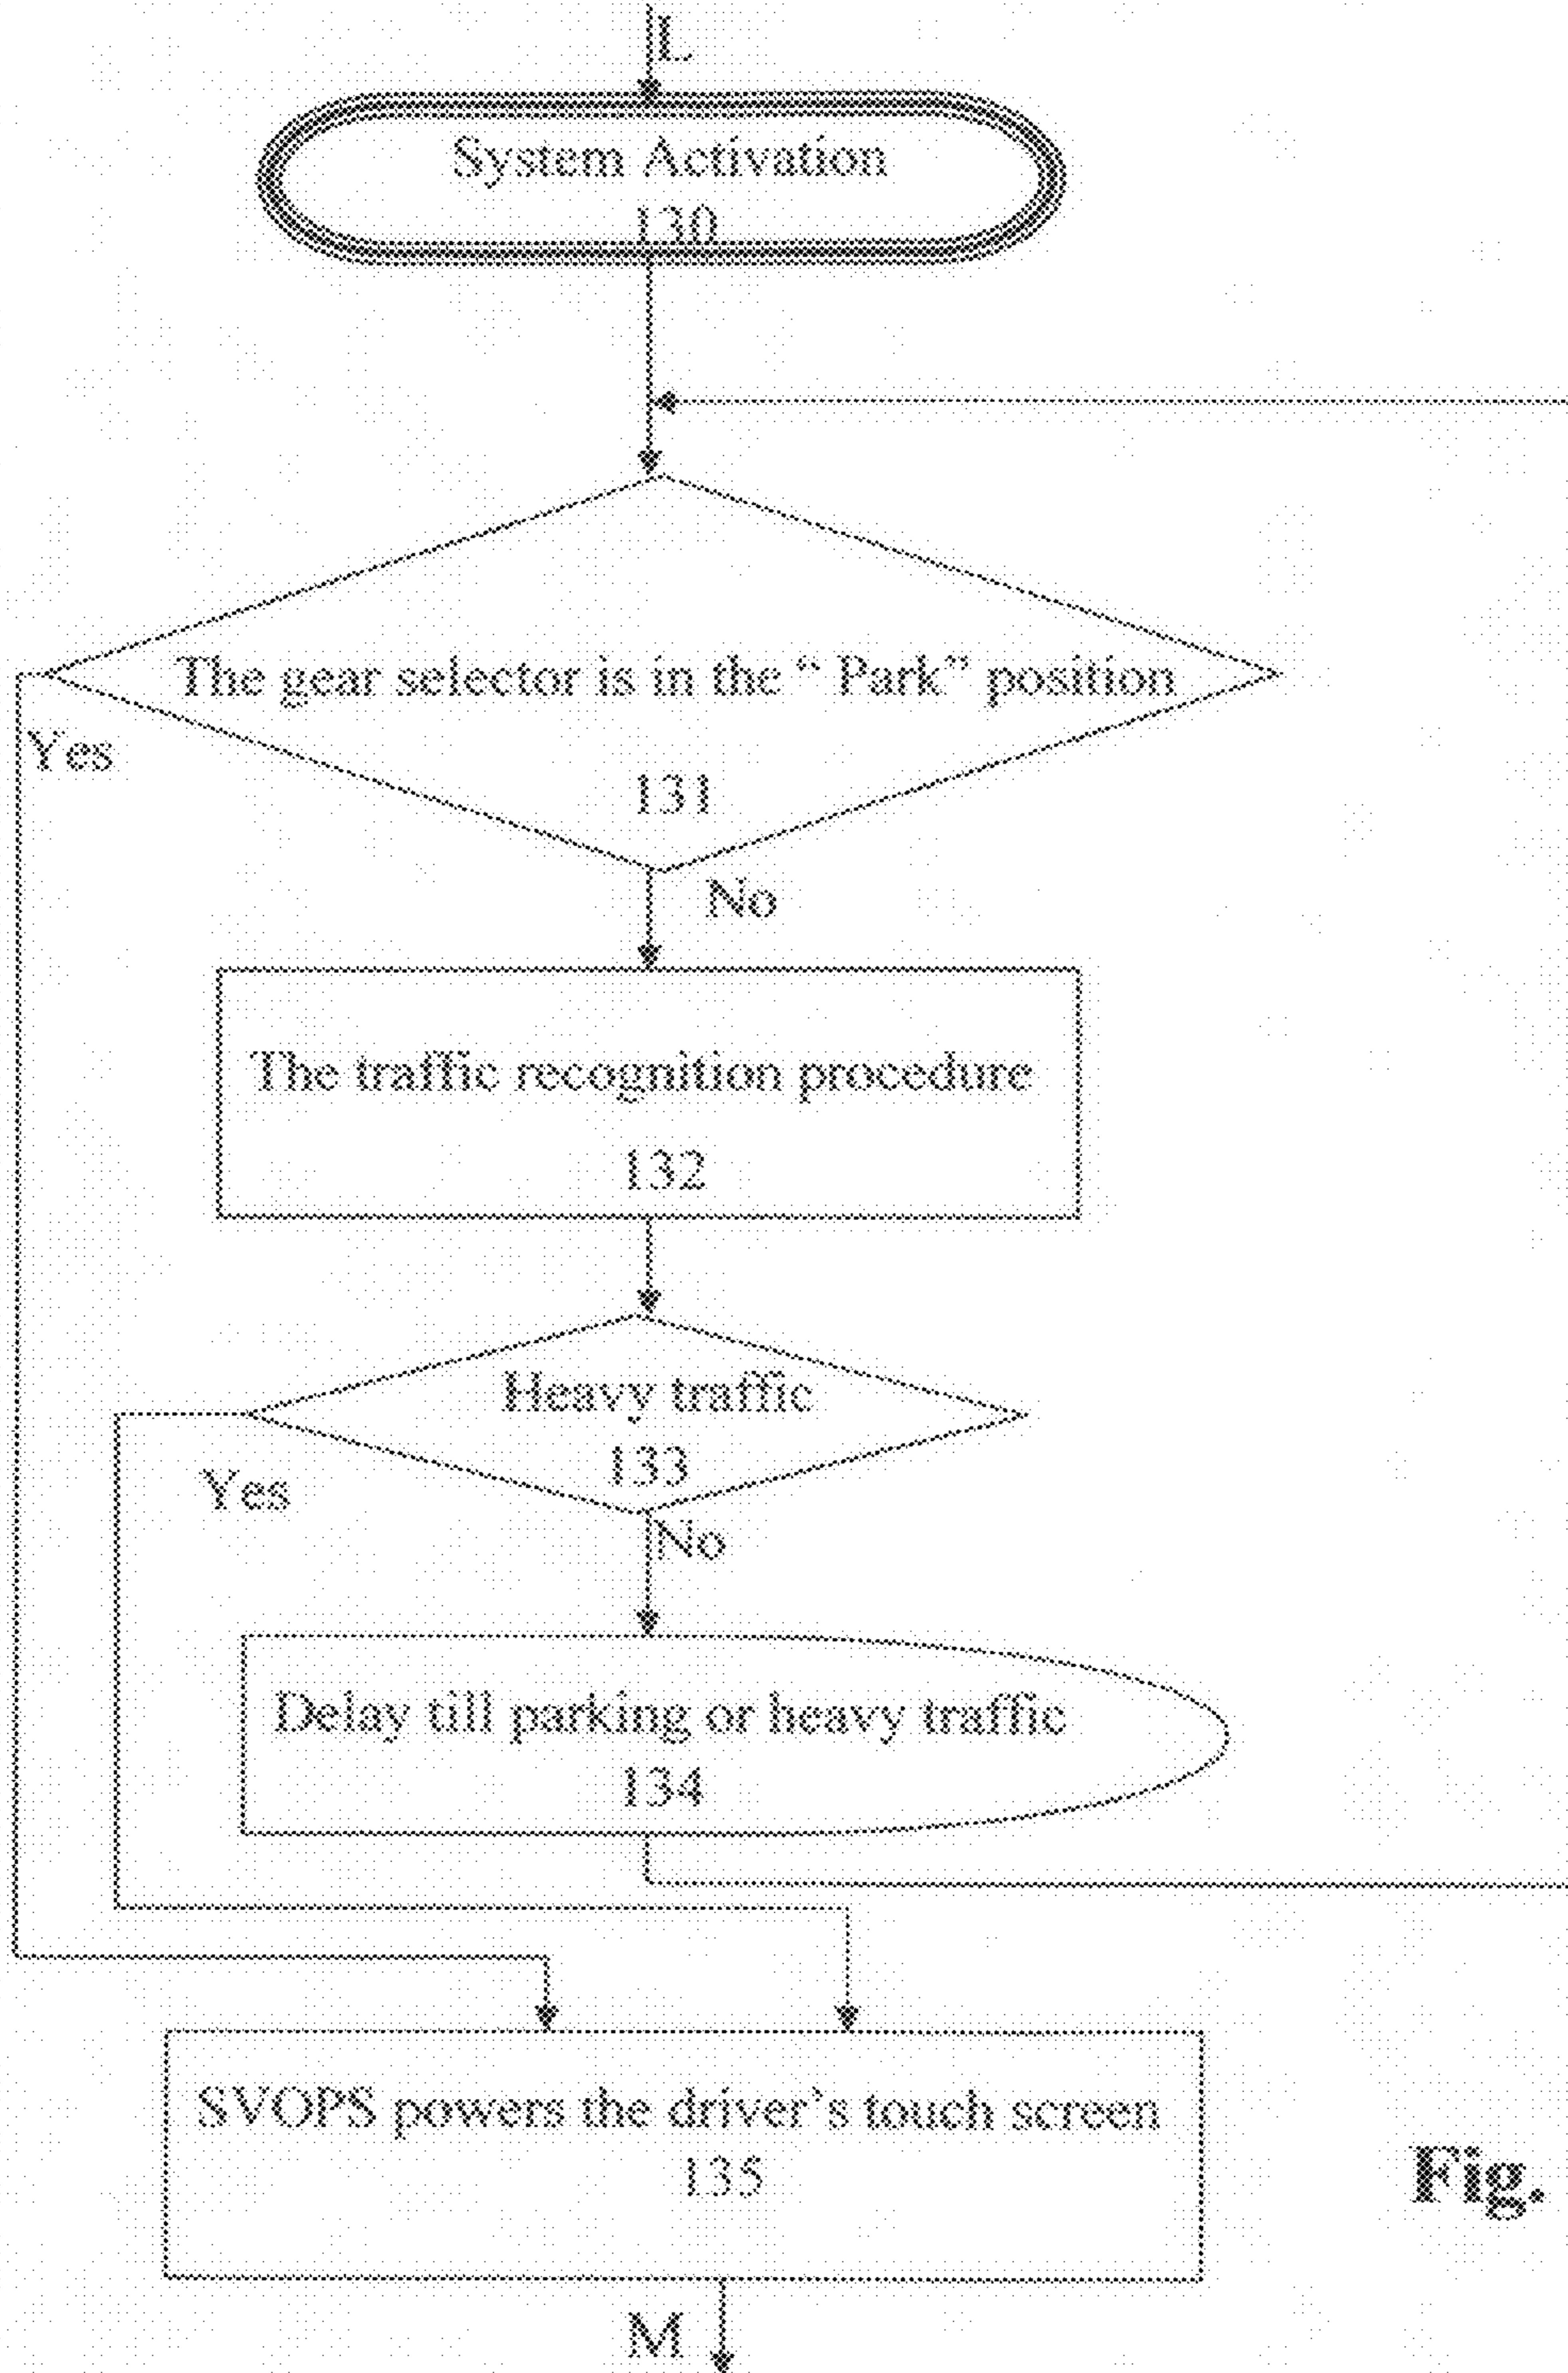 L
System Activation
130
The gear selector is in the “ Park” position
Yes
131
No
The traffic recognition procedure
132
Heavy traffic
133
Yes
No
Delay till parking or heavy traffic
134
SVOPS powers the driver's touch screen
135
Fig.
M